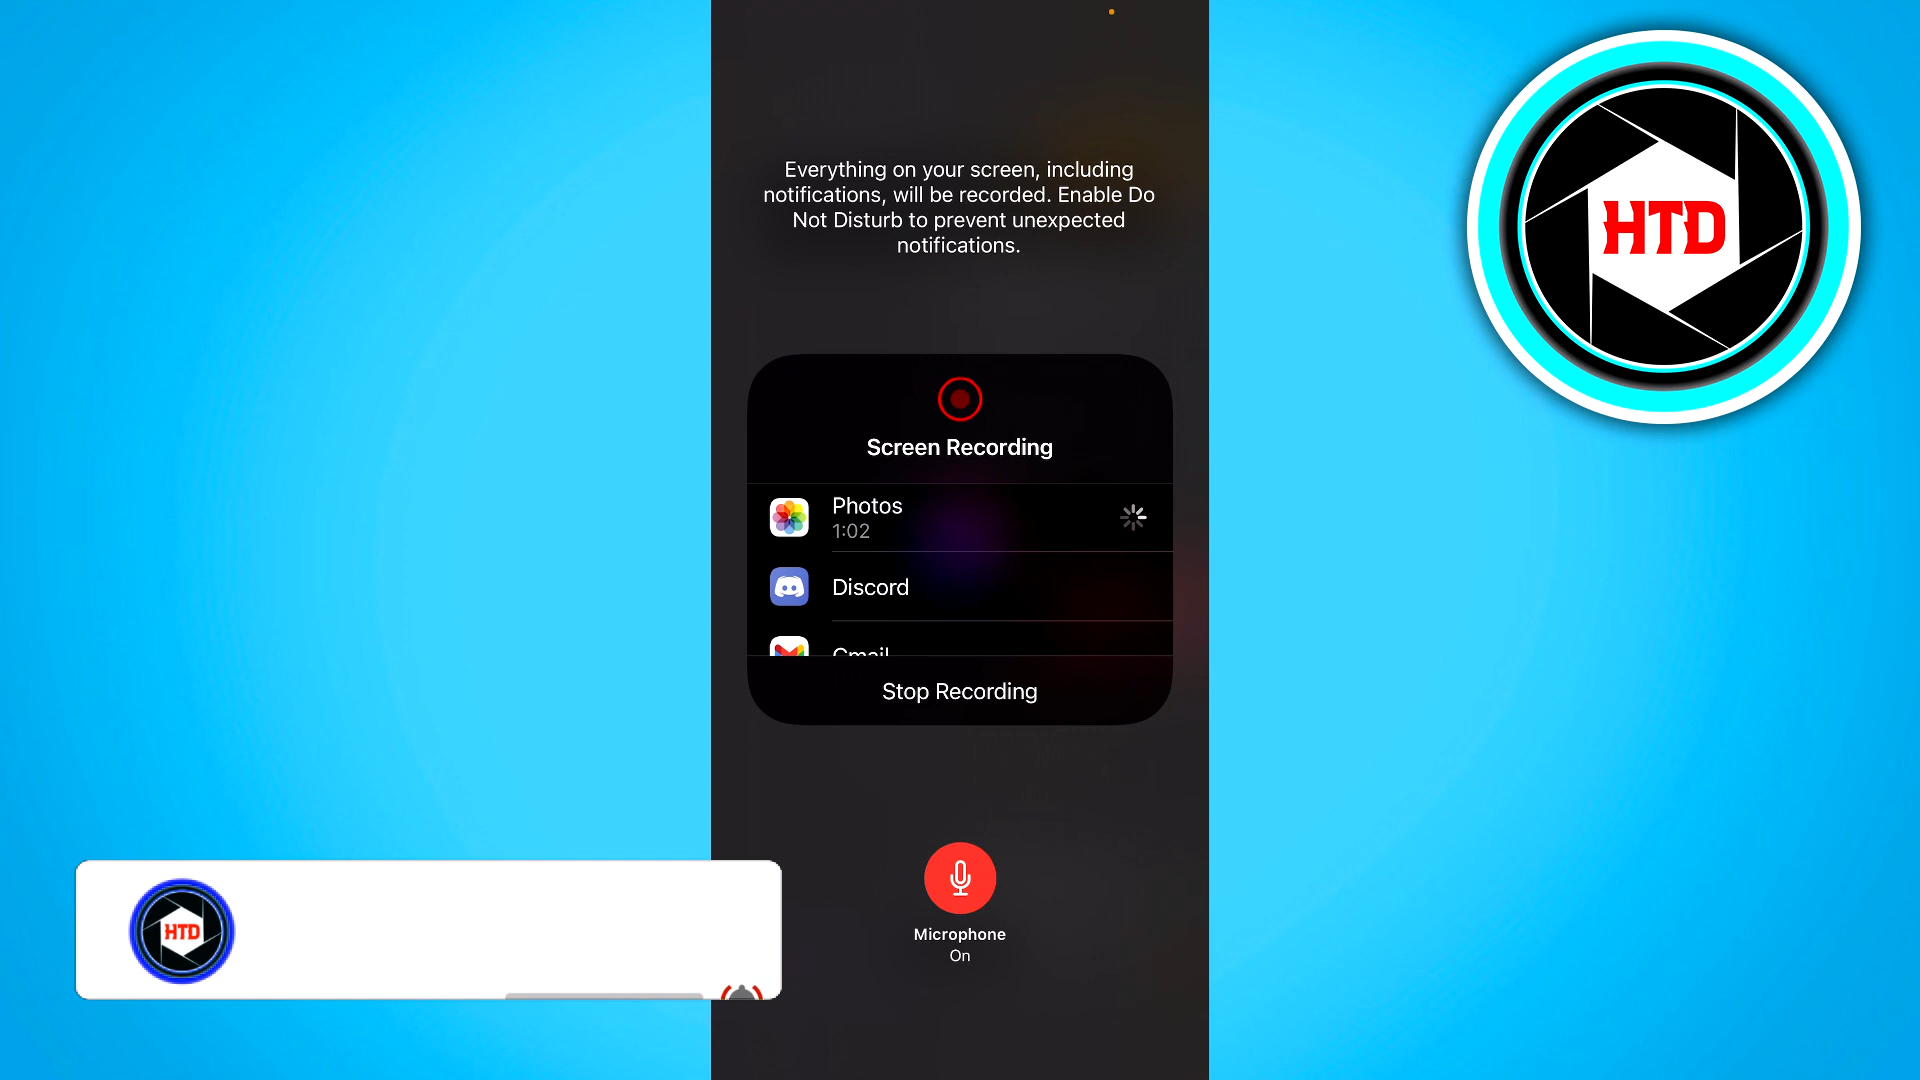 Everything on your screen, including
notifications, will be recorded. Enable Do
Not Disturb to prevent unexpected
notifications.
HTD
Screen Recording
Photos
1:02
Discord
Gmail
Stop Recording
Microphone
On
HTD